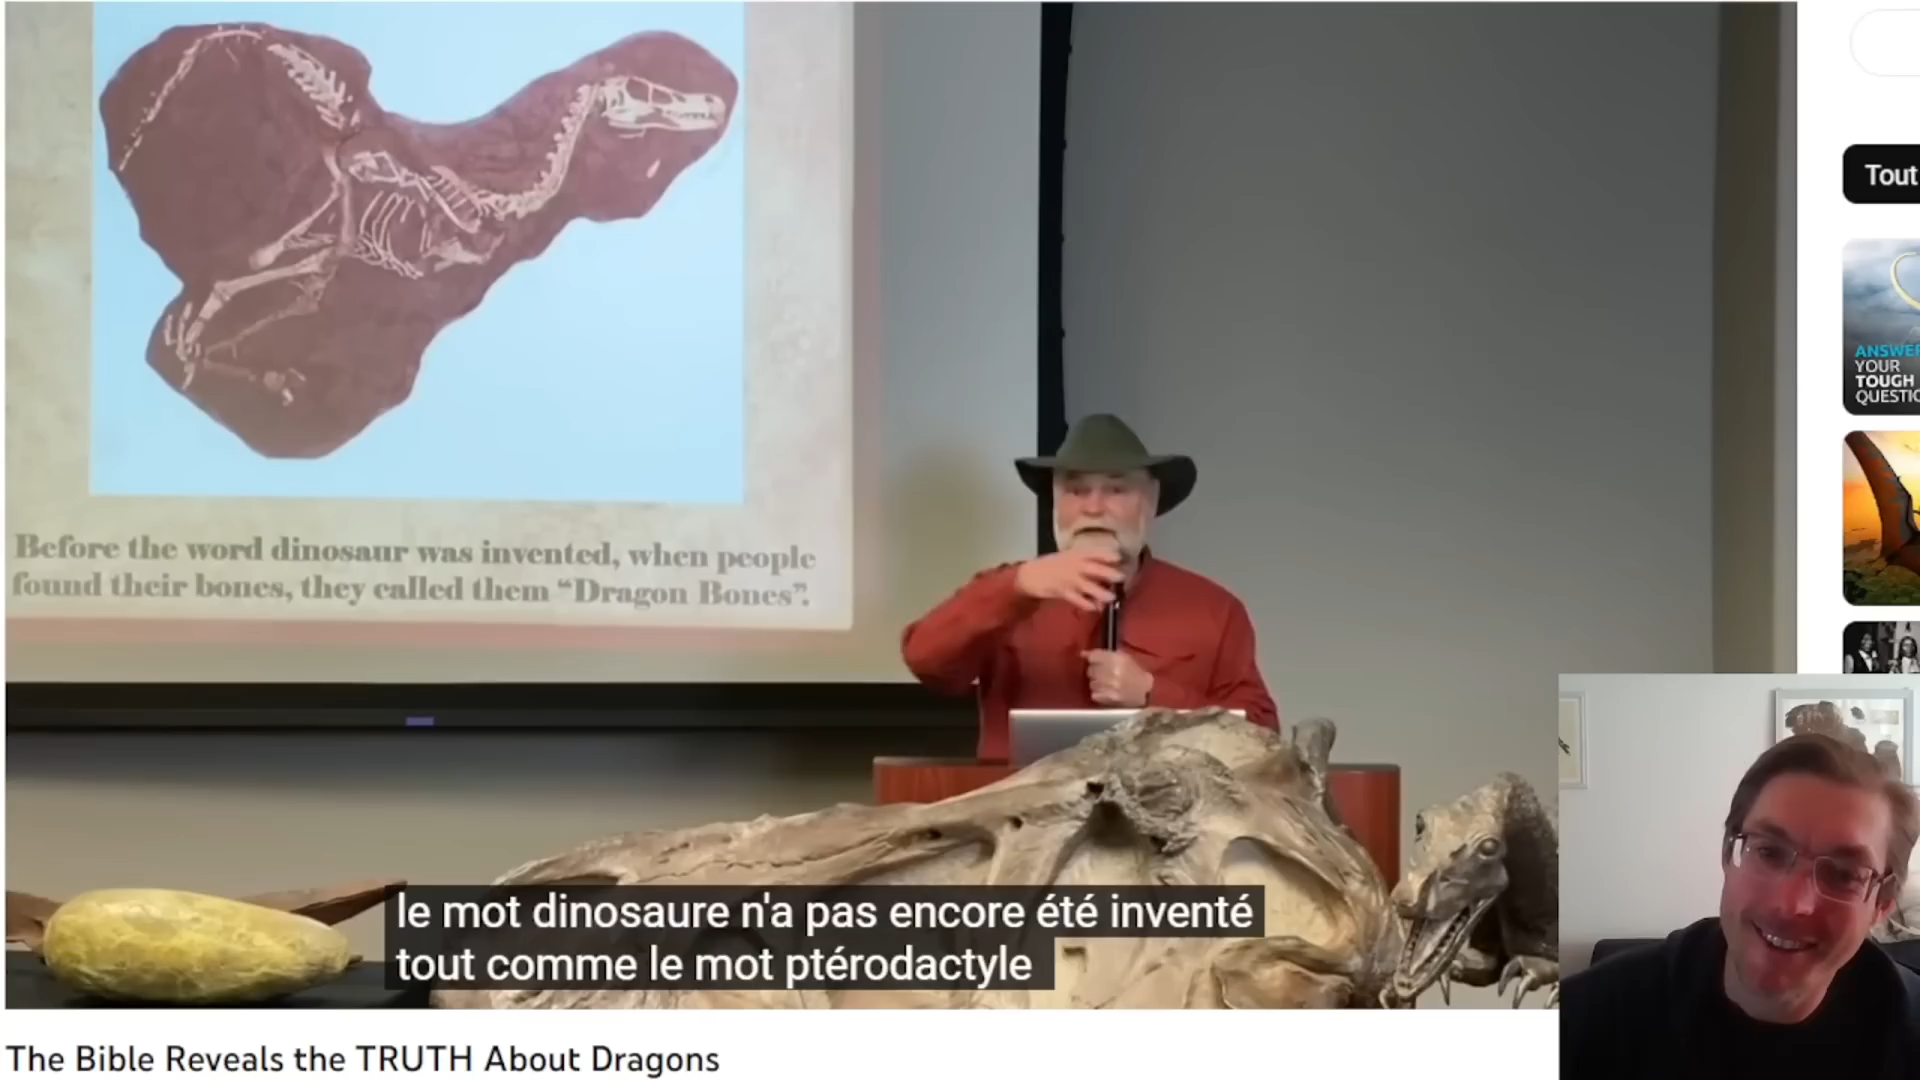 Before the word dinosaur was invented, when people
found their bones, they called them “Dragon Bones”.
le mot dinosaure n'a pas encore été inventé
tout comme le mot ptérodactyle
The Bible Reveals the TRUTH About Dragons
Tout
YOUR
TOUGH